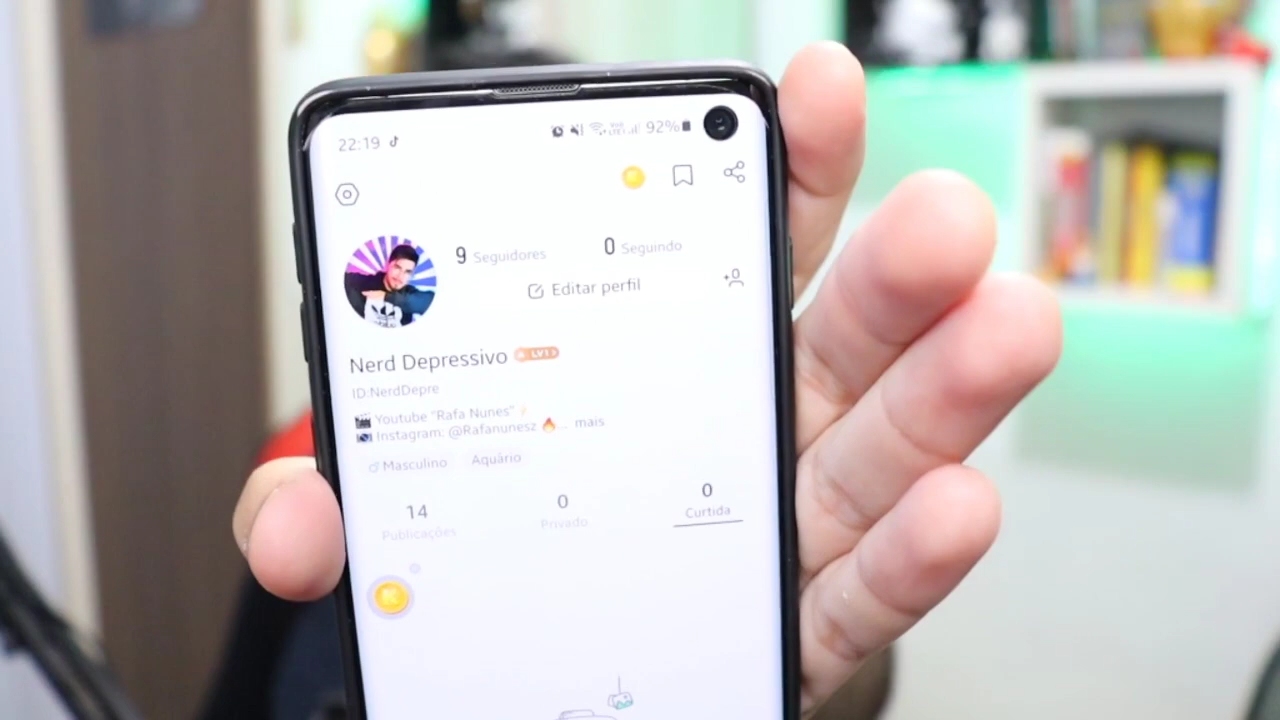 22:19 92%
9 Seguidores 0 Seguindo
Editar perfil
Nerd Depressivo LV1
ID:NerdDepre
Youtube "Rafa Nunes"
Instagram: @Rafanunesz 🔥... mais
Masculino Aquário
14 0 0
Publicações Privado Curtida